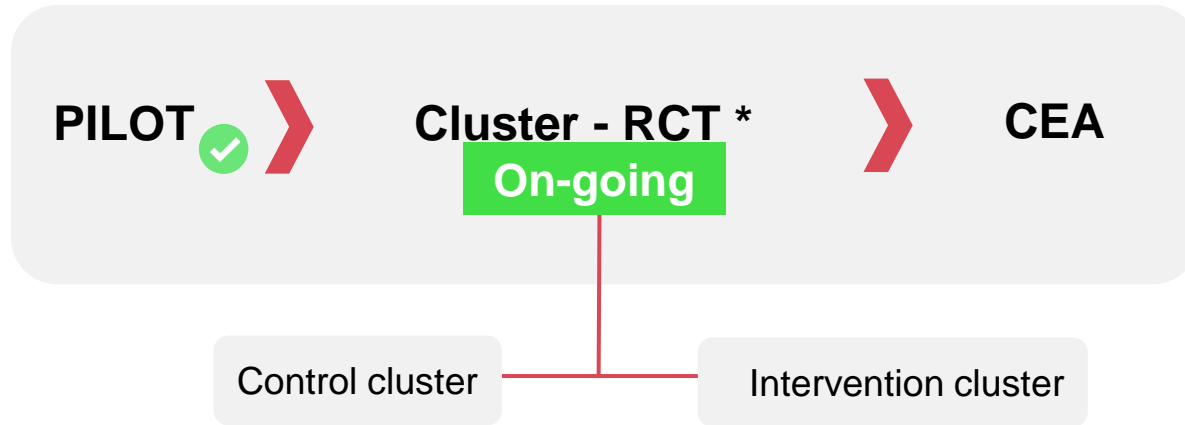 PILOT
Cluster - RCT *
CEA
On-going
Control cluster
Intervention cluster